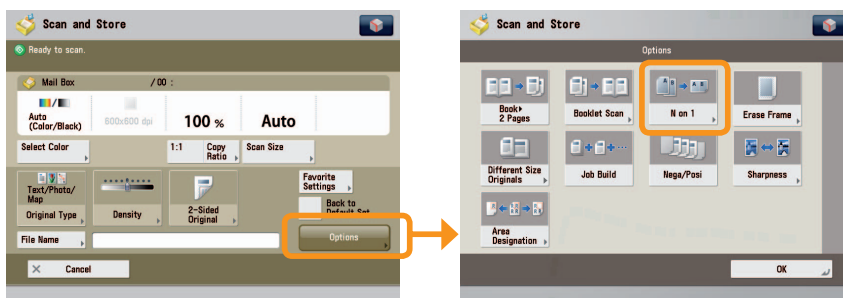 Scan and Store
Ready to scan.
Mail Box / 00 :
Auto
(Color/Black)
600x600 dpi
100 %
Auto
Select Color
1:1
Copy
Ratio
Scan Size
Text/Photo/
Map
Original Type
Density
2-Sided
Original
Favorite
Settings
Back to
Default Set.
File Name
Options
Cancel
Scan and Store
Options
Book▸
2 Pages
Booklet Scan
N on 1
Erase Frame
Different Size
Originals
Job Build
Nega/Posi
Sharpness
Area
Designation
OK